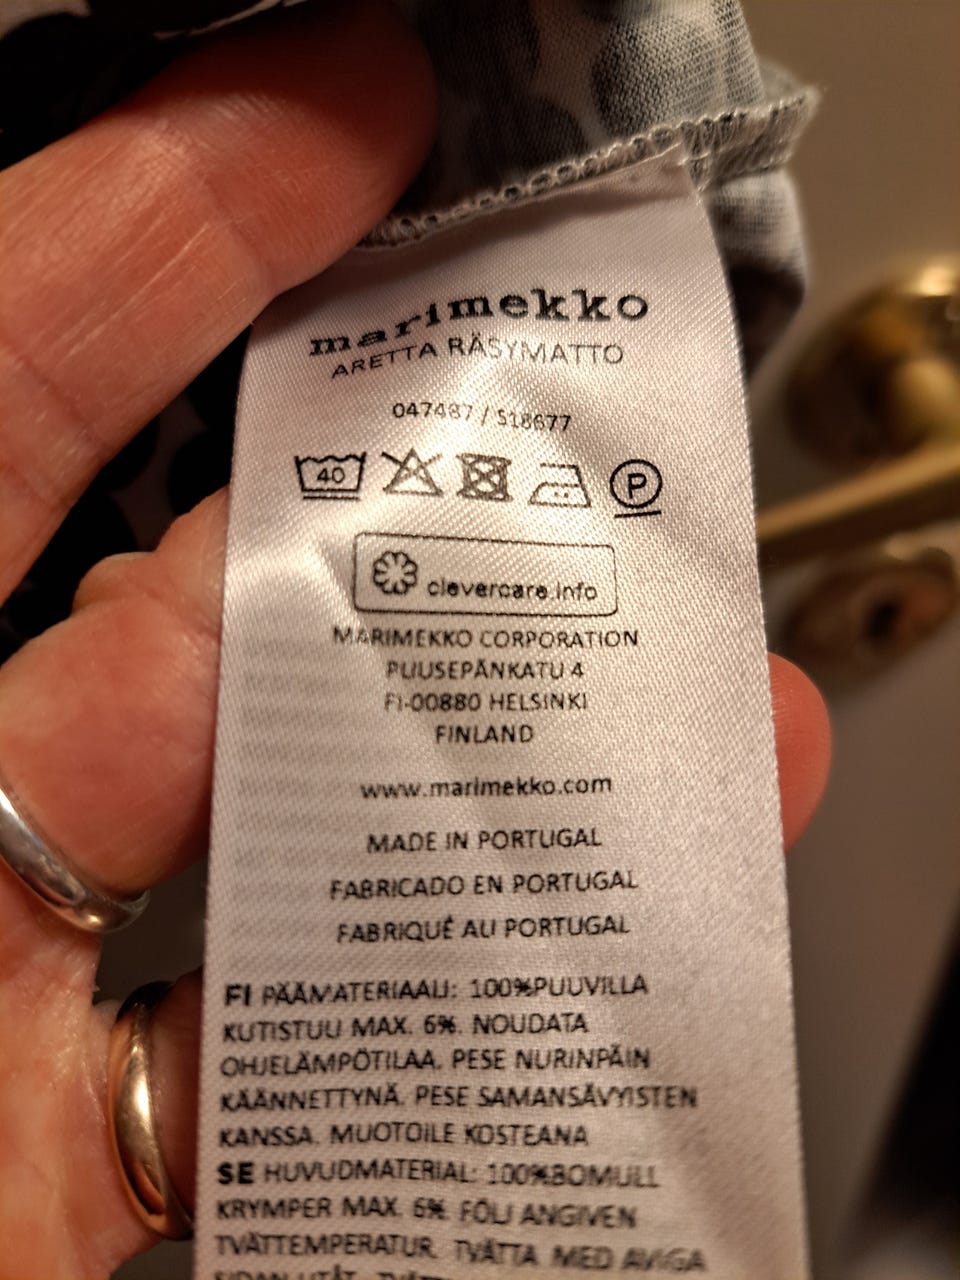 marimekko
ARETTA RÄSYMATTO
047487 / S18677
40
P
clevercare.info
MARIMEKKO CORPORATION
PUUSEPÄNKATU 4
FI-00880 HELSINKI
FINLAND
www.marimekko.com
MADE IN PORTUGAL
FABRICADO EN PORTUGAL
FABRIQUÉ AU PORTUGAL
FI PÄÄMATERIAALI: 100%PUUVILLA
KUTISTUU MAX. 6%. NOUDATA
OHJELÄMPÖTILAA. PESE NURINPÄIN
KÄÄNNETTYNÄ. PESE SAMANSÄVYISTEN
KANSSA. MUOTOILE KOSTEANA
SE HUVUDMATERIAL: 100%BOMULL
KRYMPER MAX. 6%. FÖLJ ANGIVEN
TVÄTTEMPERATUR. TVÄTTA MED AVIGA
SIDAN UTÅT.